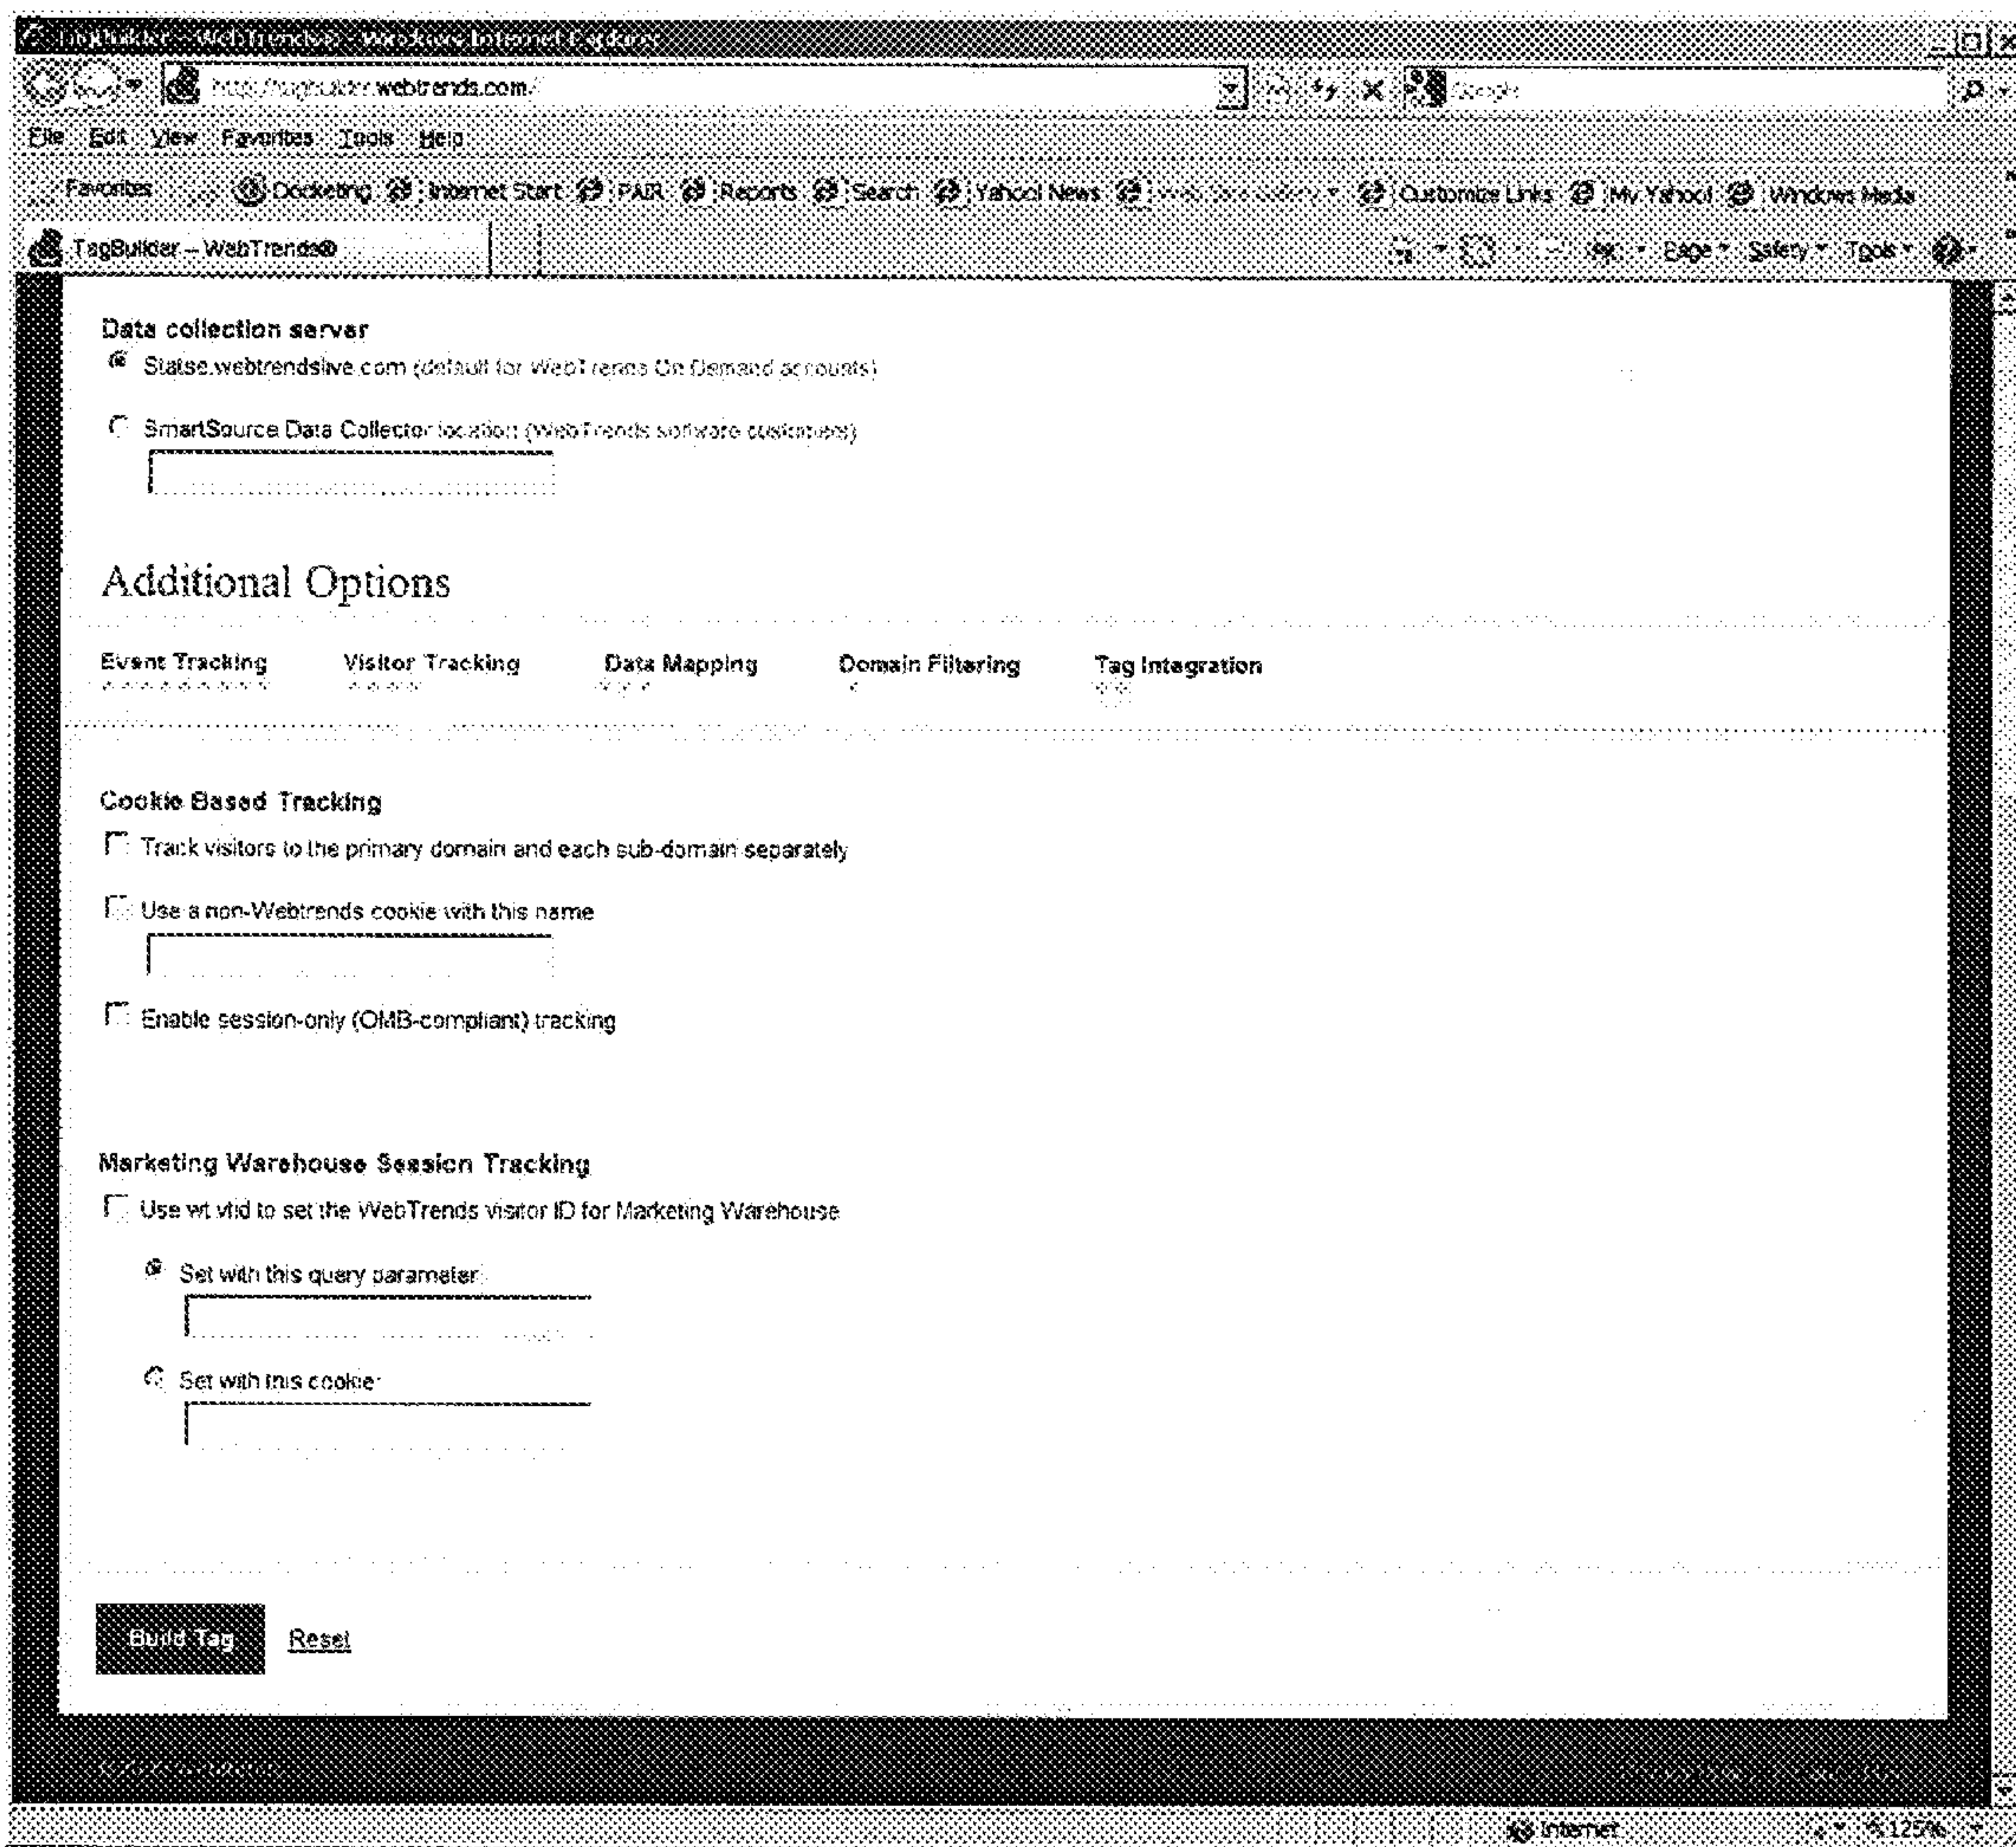 TagBuilder – WebTrends® – Windows Internet Explorer
http://tagbuilder.webtrends.com/
Google
File Edit View Favorites Tools Help
Favorites Docketing Internet Start PAIR Reports Search Yahoo! News Customize Links My Yahoo! Windows Media
TagBuilder – WebTrends®
Page Safety Tools
Data collection server
Statse.webtrendslive.com (default for WebTrends On Demand accounts)
SmartSource Data Collector location (WebTrends software customers)
Additional Options
Event Tracking Visitor Tracking Data Mapping Domain Filtering Tag Integration
Cookie Based Tracking
Track visitors to the primary domain and each sub-domain separately
Use a non-Webtrends cookie with this name
Enable session-only (OMB-compliant) tracking
Marketing Warehouse Session Tracking
Use wt.vtid to set the WebTrends visitor ID for Marketing Warehouse
Set with this query parameter:
Set with this cookie:
Build Tag Reset
Internet 125%